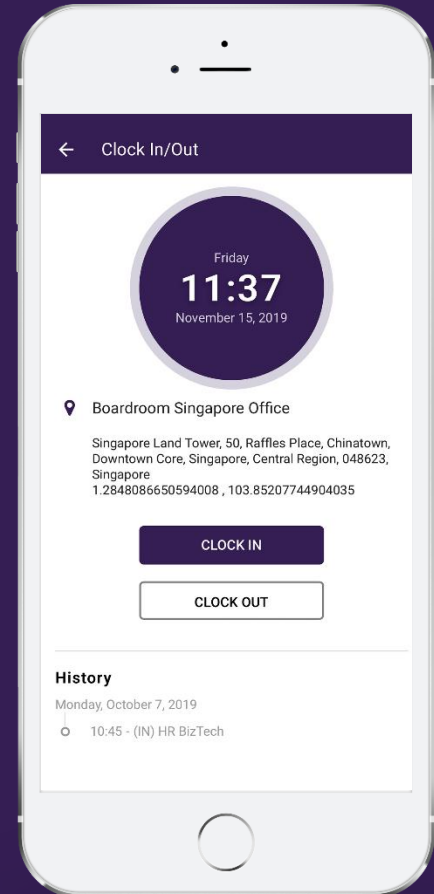 Clock In/Out
Friday
11:37
November 15, 2019
Boardroom Singapore Office
Singapore Land Tower, 50, Raffles Place, Chinatown,
Downtown Core, Singapore, Central Region, 048623,
Singapore
1.2848086650594008 , 103.85207744904035
CLOCK IN
CLOCK OUT
History
Monday, October 7, 2019
10:45 - (IN) HR BizTech